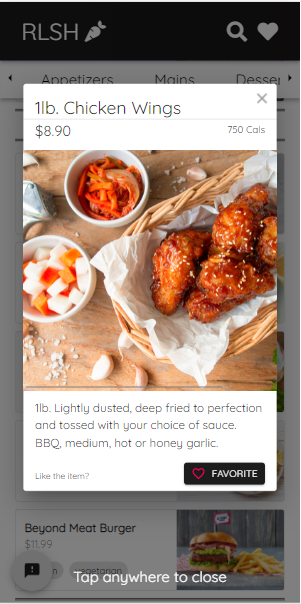 RLSH
Appetizers Mains Desser
1lb. Chicken Wings
$8.90 750 Cals
1lb. Lightly dusted, deep fried to perfection
and tossed with your choice of sauce.
BBQ, medium, hot or honey garlic.
Like the item? FAVORITE
Beyond Meat Burger
$11.99
vegetarian
Tap anywhere to close